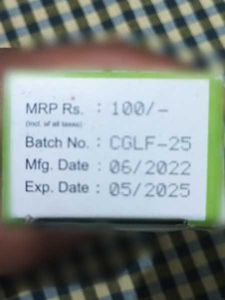 MRP Rs. : 100/-
(Incl. of all taxes)
Batch No. : CGLF-25
Mfg. Date : 06/2022
Exp. Date : 05/2025